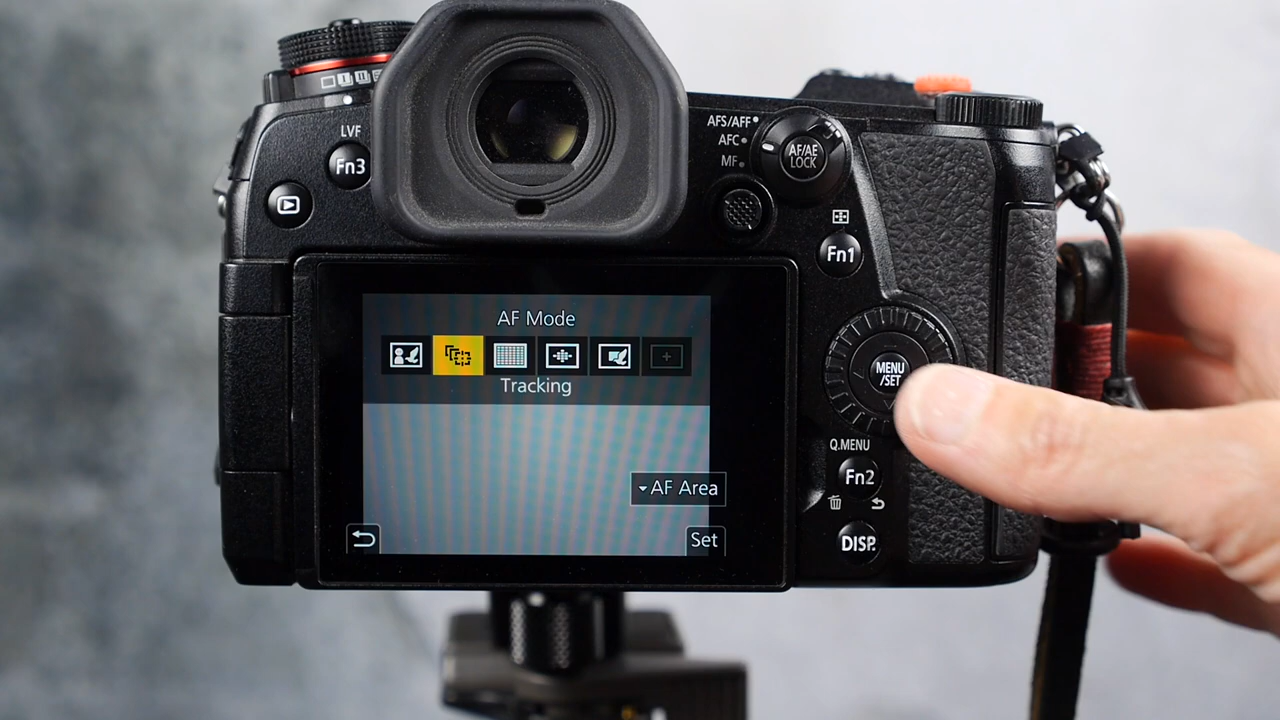 LVF
Fn3
AFS/AFF
AFC
MF
AF/AE
LOCK
Fn1
AF Mode
Tracking
AF Area
Set
MENU
/SET
Q.MENU
Fn2
DISP.